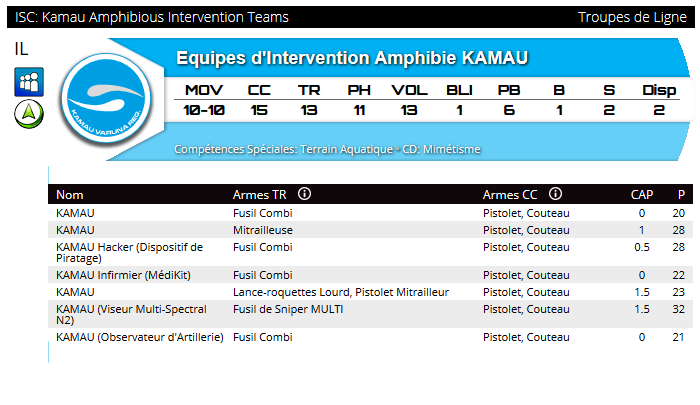 ISC: Kamau Amphibious Intervention Teams Troupes de Ligne
IL
Equipes d'Intervention Amphibie KAMAU
MOV CC TR PH VOL BLI PB B S Disp
10-10 15 13 11 13 1 6 1 2 2
KAMAU VARUNA REG.
Compétences Spéciales: Terrain Aquatique • CD: Mimétisme
Nom Armes TR Armes CC CAP P
KAMAU Fusil Combi Pistolet, Couteau 0 20
KAMAU Mitrailleuse Pistolet, Couteau 1 28
KAMAU Hacker (Dispositif de Fusil Combi Pistolet, Couteau 0.5 28
Piratage)
KAMAU Infirmier (MédiKit) Fusil Combi Pistolet, Couteau 0 22
KAMAU Lance-roquettes Lourd, Pistolet Mitrailleur Pistolet, Couteau 1.5 23
KAMAU (Viseur Multi-Spectral Fusil de Sniper MULTI Pistolet, Couteau 1.5 32
N2)
KAMAU (Observateur d'Artillerie) Fusil Combi Pistolet, Couteau 0 21